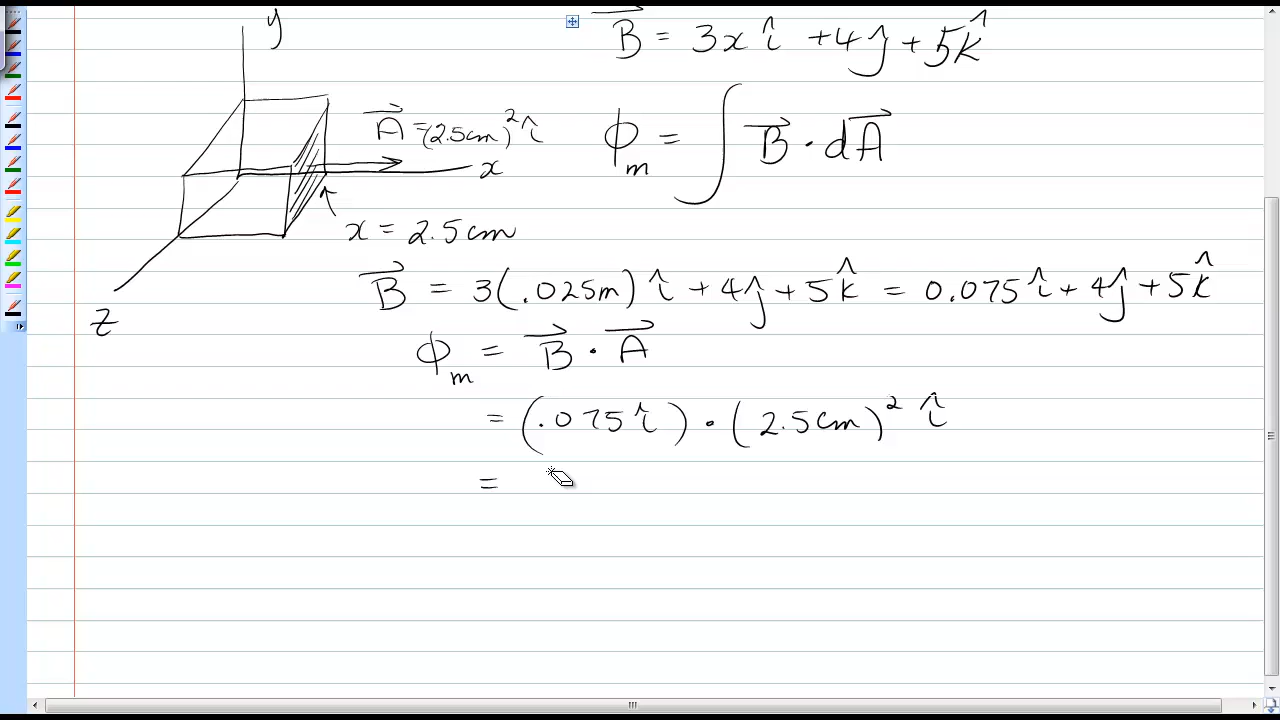 y
B⃗ = 3x î + 4ĵ + 5k̂
A⃗ = (2.5cm)² î
ϕₘ = ∫ B⃗ · dA⃗
x
x = 2.5cm
B⃗ = 3(.025m) î + 4ĵ + 5k̂ = 0.075 î + 4ĵ + 5k̂
z
ϕₘ = B⃗ · A⃗
= (.075 î) · (2.5cm)² î
=